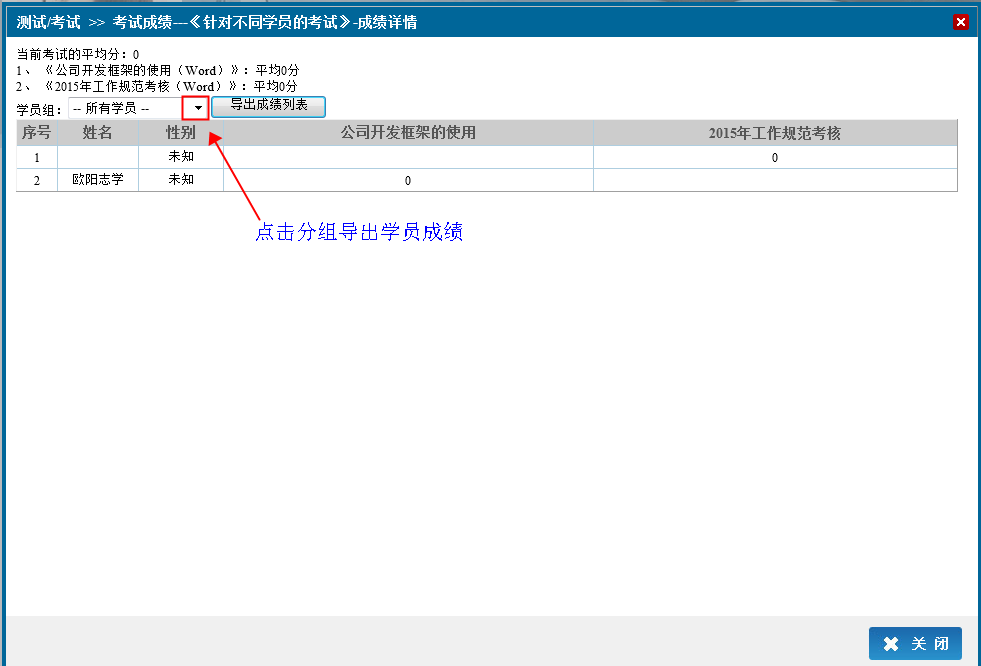 测试/考试 >> 考试成绩---《针对不同学员的考试》-成绩详情
当前考试的平均分：0
1、《公司开发框架的使用（Word）》：平均0分
2、《2015年工作规范考核（Word）》：平均0分
学员组： -- 所有学员 -- 导出成绩列表
序号 姓名 性别 公司开发框架的使用 2015年工作规范考核
1 未知 0
2 欧阳志学 未知 0
点击分组导出学员成绩
关 闭